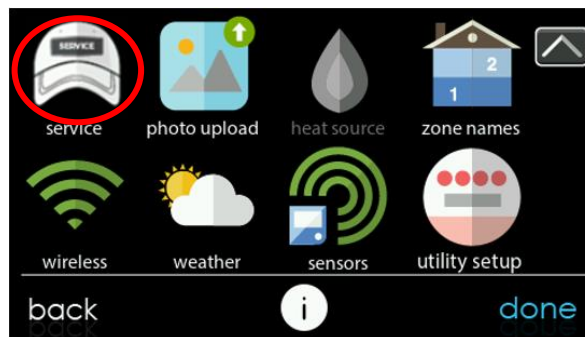 SERVICE
service photo upload heat source zone names
2
1
wireless weather sensors utility setup
back i done